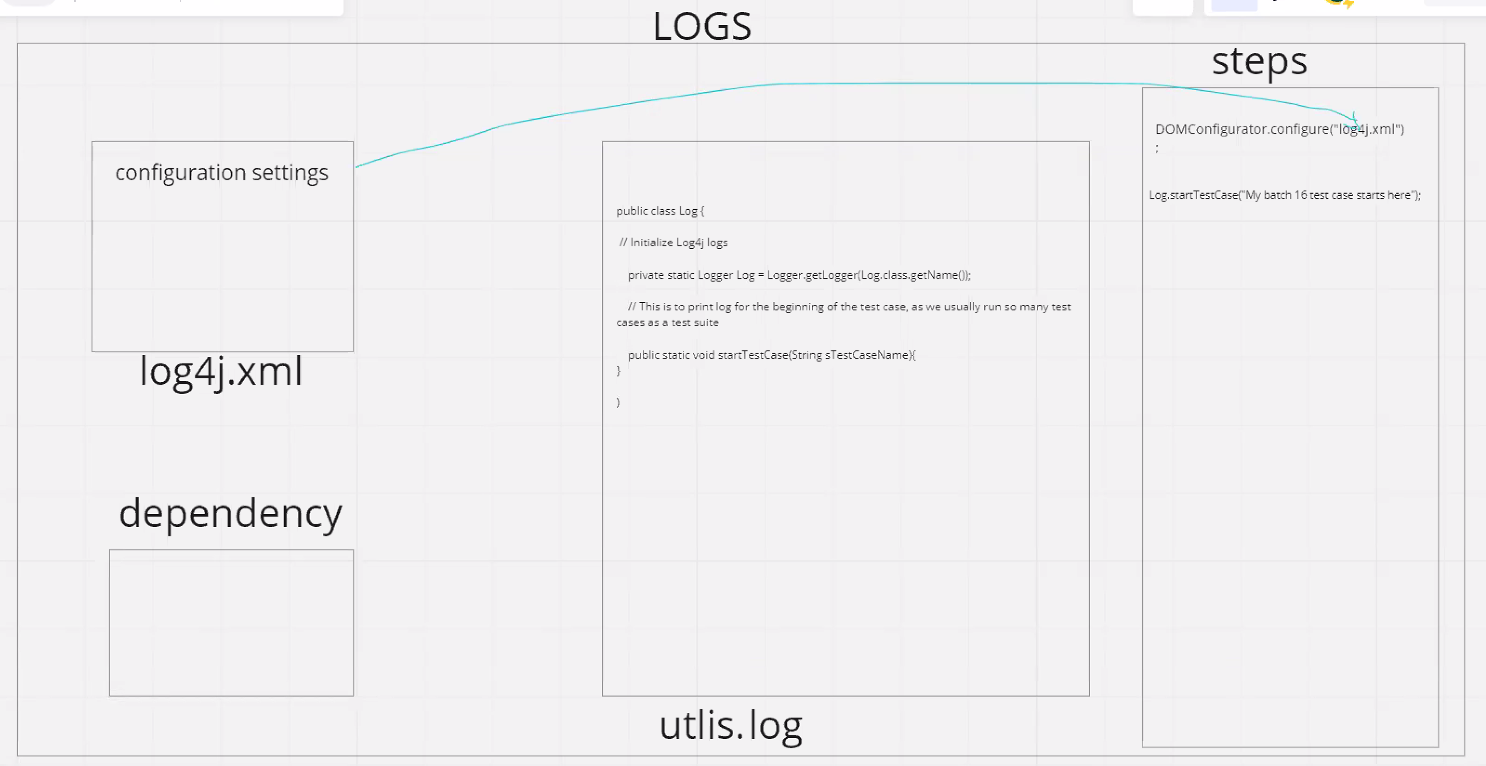 LOGS
steps
DOMConfigurator.configure("log4j.xml")
;
Log.startTestCase("My batch 16 test case starts here");
configuration settings
log4j.xml
dependency
public class Log {
// Initialize Log4j logs
private static Logger Log = Logger.getLogger(Log.class.getName());
// This is to print log for the beginning of the test case, as we usually run so many test
cases as a test suite
public static void startTestCase(String sTestCaseName){
}
)
utlis.log